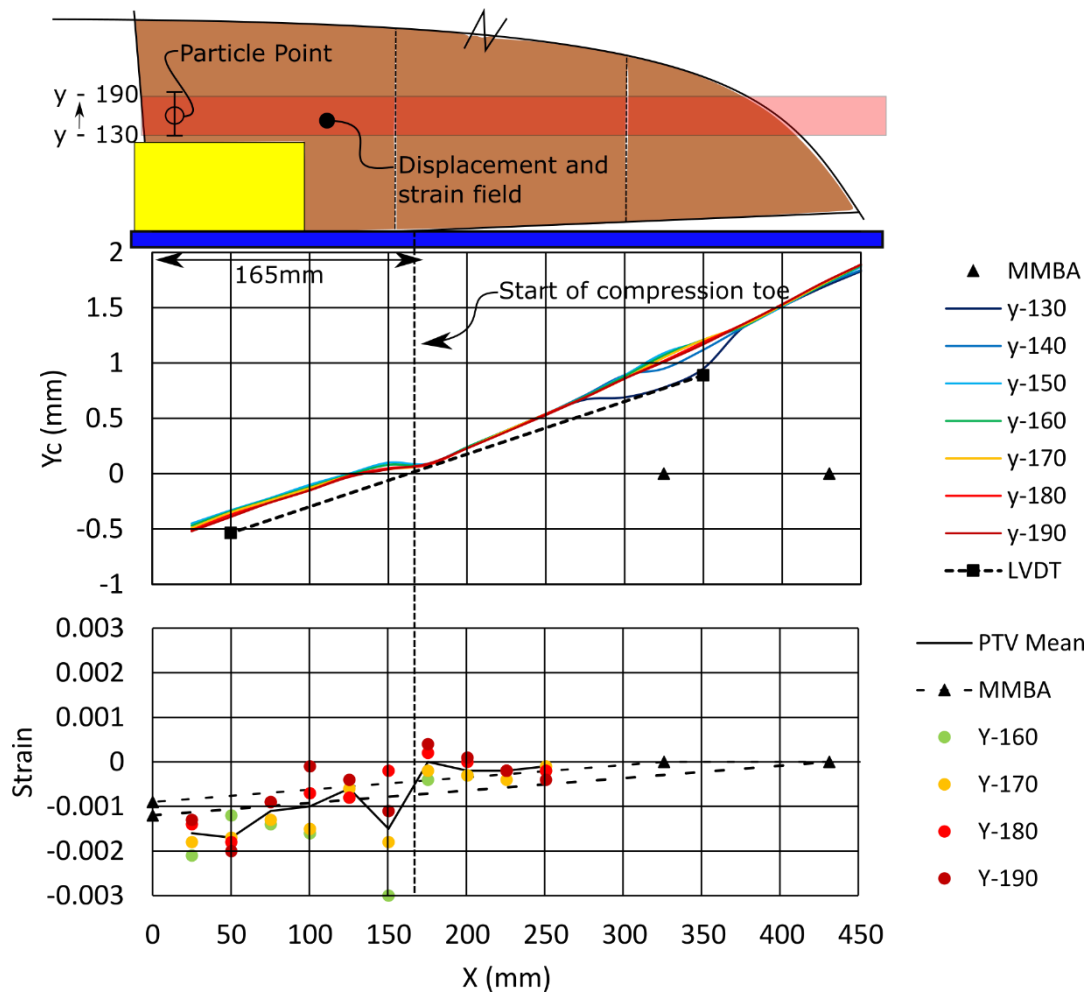 Particle Point
y - 190
y - 130
Displacement and
strain field
165mm
Start of compression toe
2
1.5
1
0.5
0
-0.5
-1
Yc (mm)
MMBA
y-130
y-140
y-150
y-160
y-170
y-180
y-190
LVDT
0.003
0.002
0.001
0
-0.001
-0.002
-0.003
Strain
PTV Mean
MMBA
Y-160
Y-170
Y-180
Y-190
0 50 100 150 200 250 300 350 400 450
X (mm)